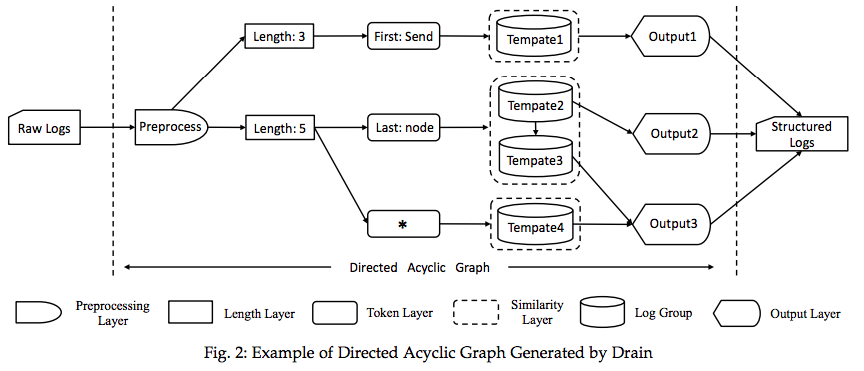 Length: 3
First: Send
Tempate1
Output1
Raw Logs
Preprocess
Length: 5
Last: node
Tempate2
Tempate3
Output2
Structured
Logs
*
Tempate4
Output3
Directed Acyclic Graph
Preprocessing
Layer
Length Layer
Token Layer
Similarity
Layer
Log Group
Output Layer
Fig. 2: Example of Directed Acyclic Graph Generated by Drain